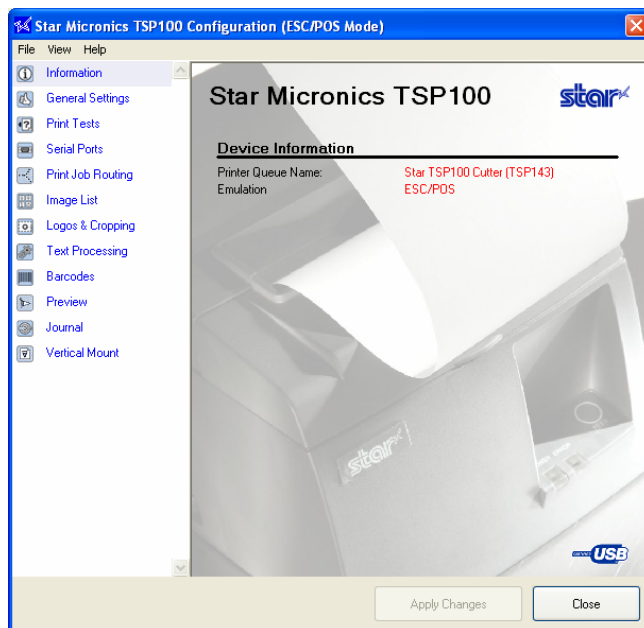 Star Micronics TSP100 Configuration (ESC/POS Mode)
File View Help
Information
General Settings
Print Tests
Serial Ports
Print Job Routing
Image List
Logos & Cropping
Text Processing
Barcodes
Preview
Journal
Vertical Mount
Star Micronics TSP100
star
Device Information
Printer Queue Name: Star TSP100 Cutter (TSP143)
Emulation ESC/POS
star
USB
Apply Changes Close